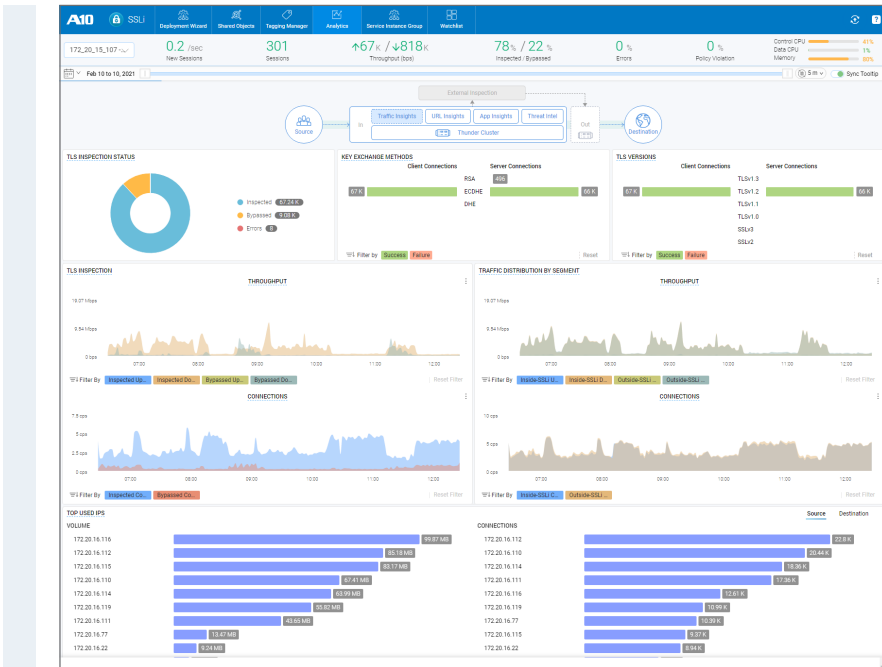 A10 SSLi Deployment Wizard Shared Objects Tagging Manager Analytics Service Instance Group Watchlist
172_20_15_107
0.2 /sec
New Sessions
301
Sessions
↑67K / ↓818K
Throughput (bps)
78% / 22 %
Inspected / Bypassed
0 %
Errors
0 %
Policy Violation
Control CPU 41%
Data CPU 1%
Memory 80%
Feb 10 to 10, 2021
5 m
Sync Tooltip
External Inspection
Source
In
Traffic Insights URL Insights App Insights Threat Intel
Thunder Cluster
Out
Destination
TLS INSPECTION STATUS
Inspected 67.24 K
Bypassed 9.08 K
Errors 8
KEY EXCHANGE METHODS
Client Connections Server Connections
RSA 496
67 K ECDHE 66 K
DHE
Filter by Success Failure Reset
TLS VERSIONS
Client Connections Server Connections
TLSv1.3
67 K TLSv1.2 66 K
TLSv1.1
TLSv1.0
SSLv3
SSLv2
Filter by Success Failure Reset
TLS INSPECTION
THROUGHPUT
19.07 Mbps
9.54 Mbps
0 bps
07:00 08:00 09:00 10:00 11:00 12:00
Filter By Inspected Up... Inspected Do... Bypassed Up... Bypassed Do... Reset Filter
CONNECTIONS
7.5 cps
5 cps
2.5 cps
0 cps
07:00 08:00 09:00 10:00 11:00 12:00
Filter By Inspected Co... Bypassed Co... Reset Filter
TRAFFIC DISTRIBUTION BY SEGMENT
THROUGHPUT
19.07 Mbps
9.54 Mbps
0 bps
07:00 08:00 09:00 10:00 11:00 12:00
Filter By Inside-SSLi U... Inside-SSLi D... Outside-SSLi ... Outside-SSLi ... Reset Filter
CONNECTIONS
10 cps
5 cps
0 cps
07:00 08:00 09:00 10:00 11:00 12:00
Filter By Inside-SSLi C... Outside-SSLi ... Reset Filter
TOP USED IPS
Source Destination
VOLUME
172.20.16.116 99.87 MB
172.20.16.112 85.18 MB
172.20.16.115 83.17 MB
172.20.16.110 67.41 MB
172.20.16.114 63.99 MB
172.20.16.119 55.82 MB
172.20.16.111 43.65 MB
172.20.16.77 13.47 MB
172.20.16.22 9.24 MB
CONNECTIONS
172.20.16.112 22.8 K
172.20.16.110 20.44 K
172.20.16.114 18.36 K
172.20.16.111 17.36 K
172.20.16.116 12.61 K
172.20.16.119 10.99 K
172.20.16.77 10.39 K
172.20.16.115 9.37 K
172.20.16.22 8.94 K